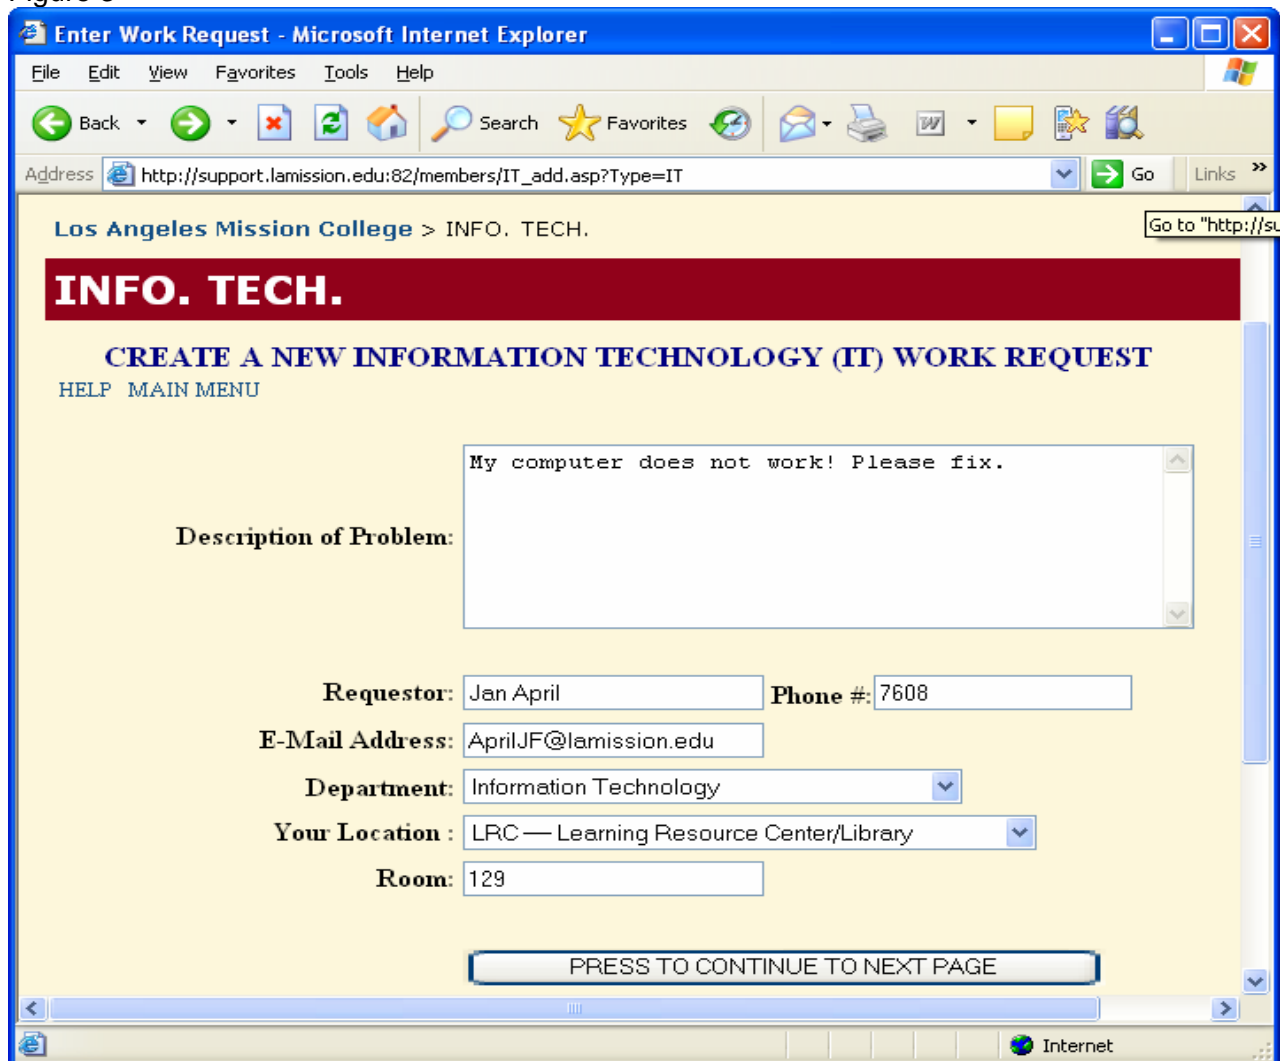 Enter Work Request - Microsoft Internet Explorer
File Edit View Favorites Tools Help
Back Search Favorites
Address http://support.lamission.edu:82/members/IT_add.asp?Type=IT Go Links »
Go to "http://su
Los Angeles Mission College > INFO. TECH.
INFO. TECH.
CREATE A NEW INFORMATION TECHNOLOGY (IT) WORK REQUEST
HELP MAIN MENU
My computer does not work! Please fix.
Description of Problem:
Requestor: Jan April Phone #: 7608
E-Mail Address: AprilJF@lamission.edu
Department: Information Technology
Your Location : LRC — Learning Resource Center/Library
Room: 129
PRESS TO CONTINUE TO NEXT PAGE
Internet